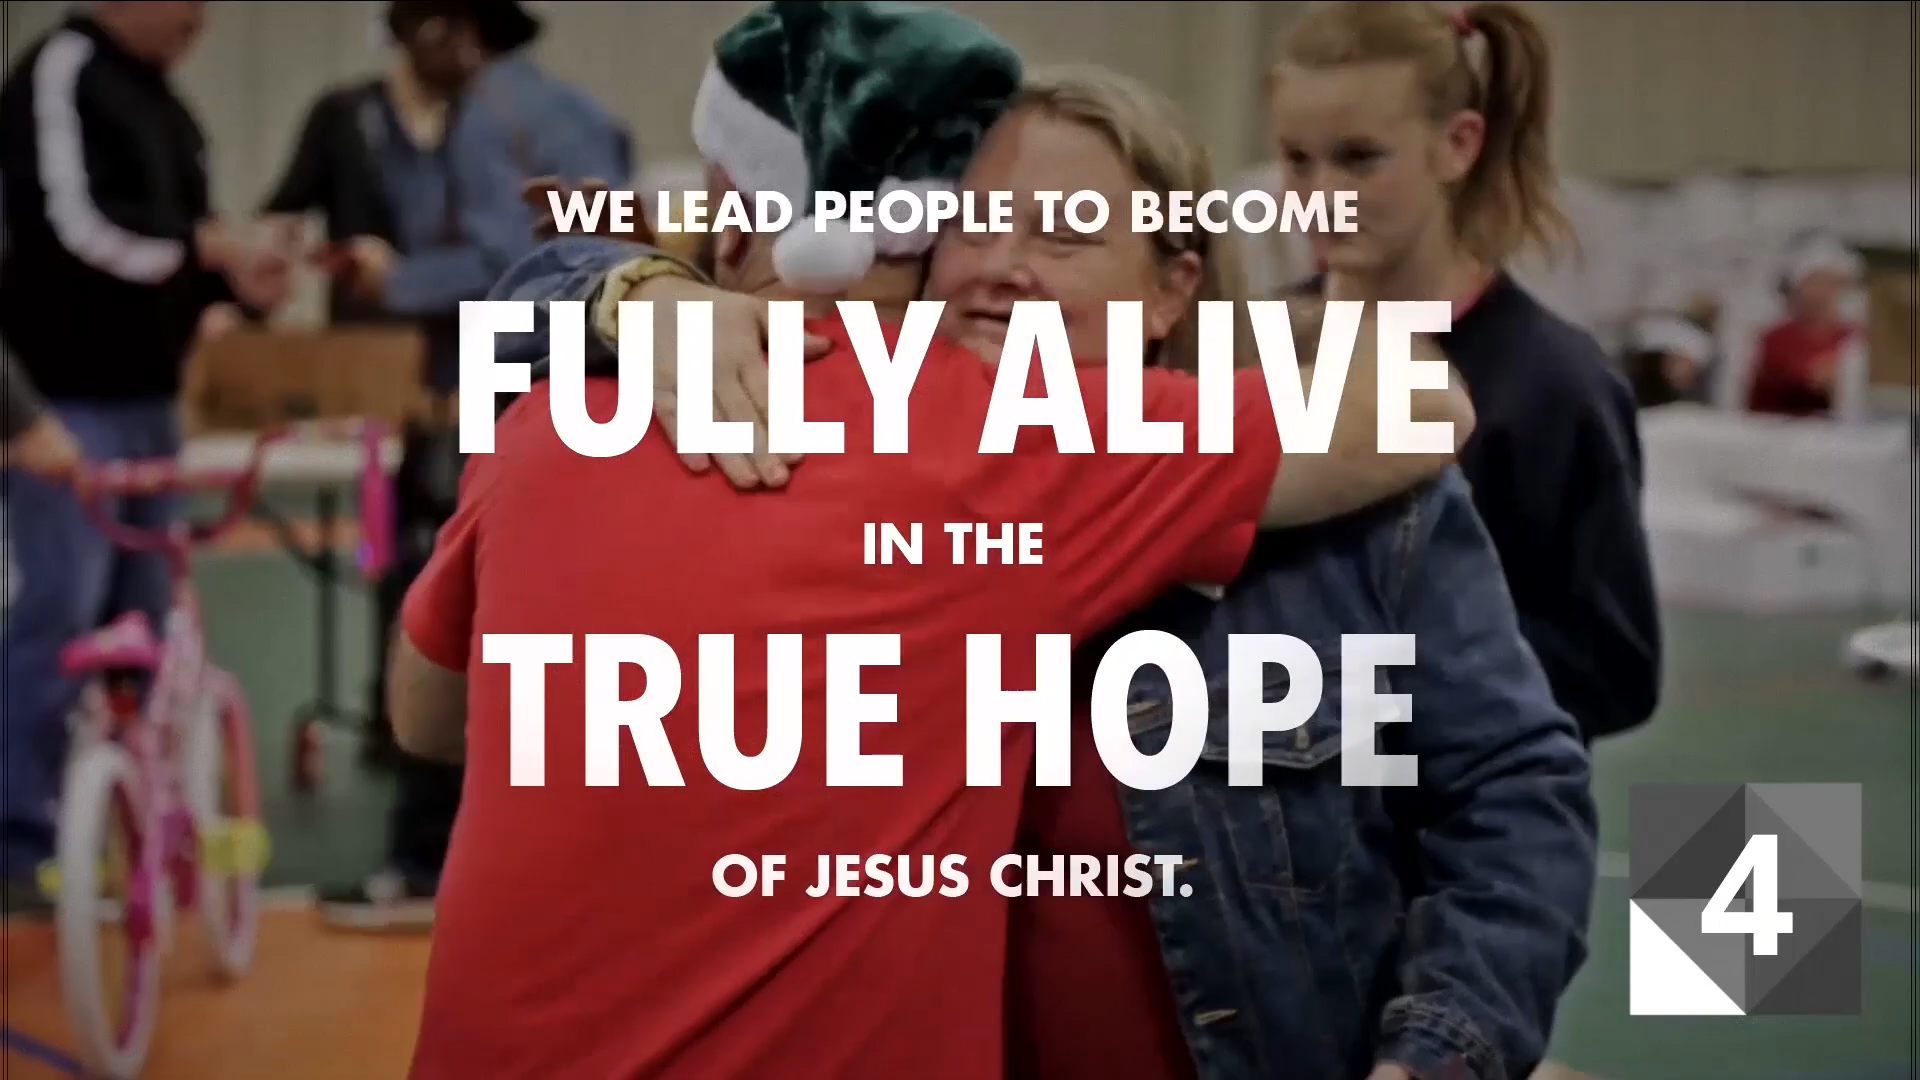 WE LEAD PEOPLE TO BECOME
FULLY ALIVE
IN THE
TRUE HOPE
OF JESUS CHRIST.
4